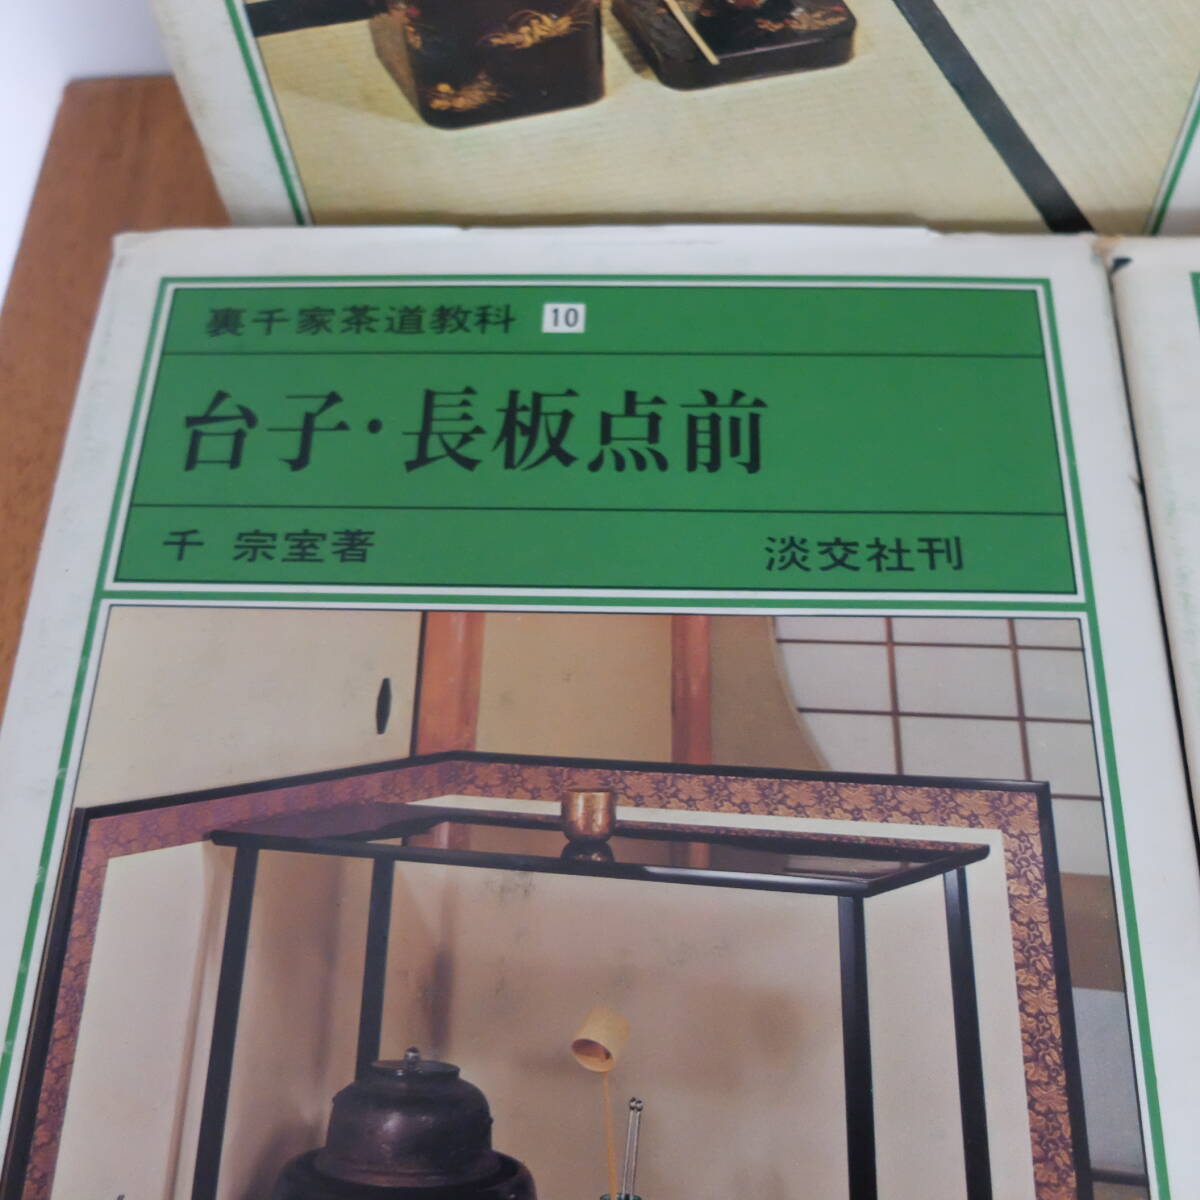 裏千家茶道教科 10
台子・長板点前
千 宗室著 淡交社刊